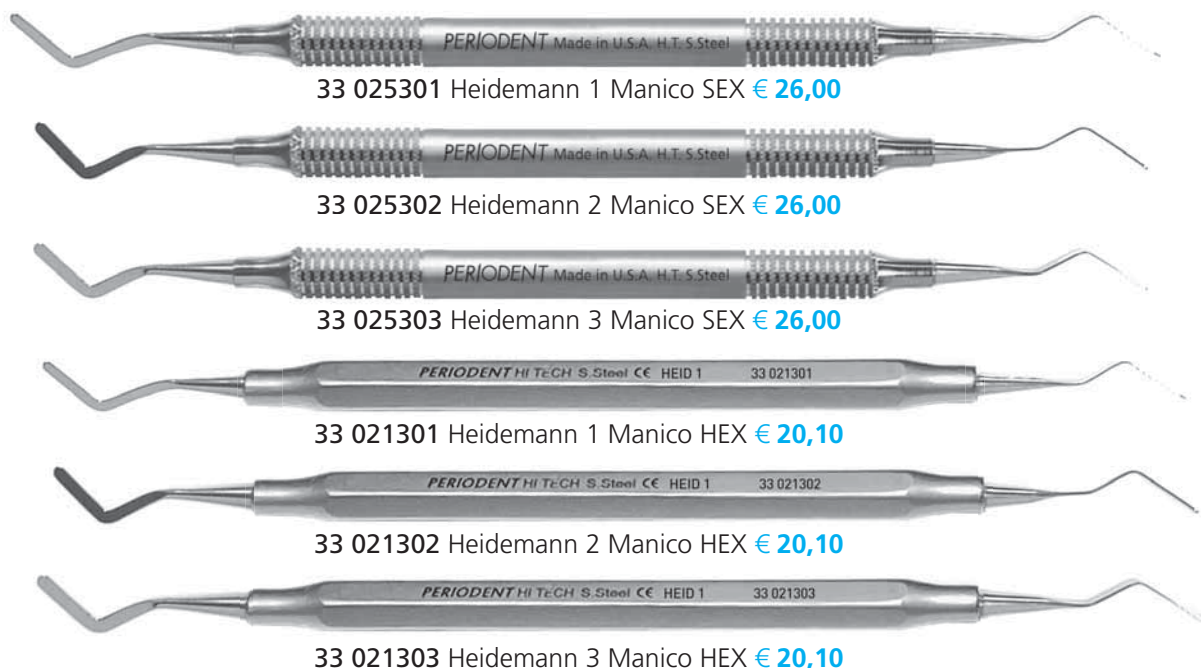 PERIODENT Made in U.S.A. H.T. S.Steel
33 025301 Heidemann 1 Manico SEX € 26,00
PERIODENT Made in U.S.A. H.T. S.Steel
33 025302 Heidemann 2 Manico SEX € 26,00
PERIODENT Made in U.S.A. H.T. S.Steel
33 025303 Heidemann 3 Manico SEX € 26,00
PERIODENT HI TECH S.Steel CE HEID 1 33 021301
33 021301 Heidemann 1 Manico HEX € 20,10
PERIODENT HI TECH S.Steel CE HEID 1 33 021302
33 021302 Heidemann 2 Manico HEX € 20,10
PERIODENT HI TECH S.Steel CE HEID 1 33 021303
33 021303 Heidemann 3 Manico HEX € 20,10